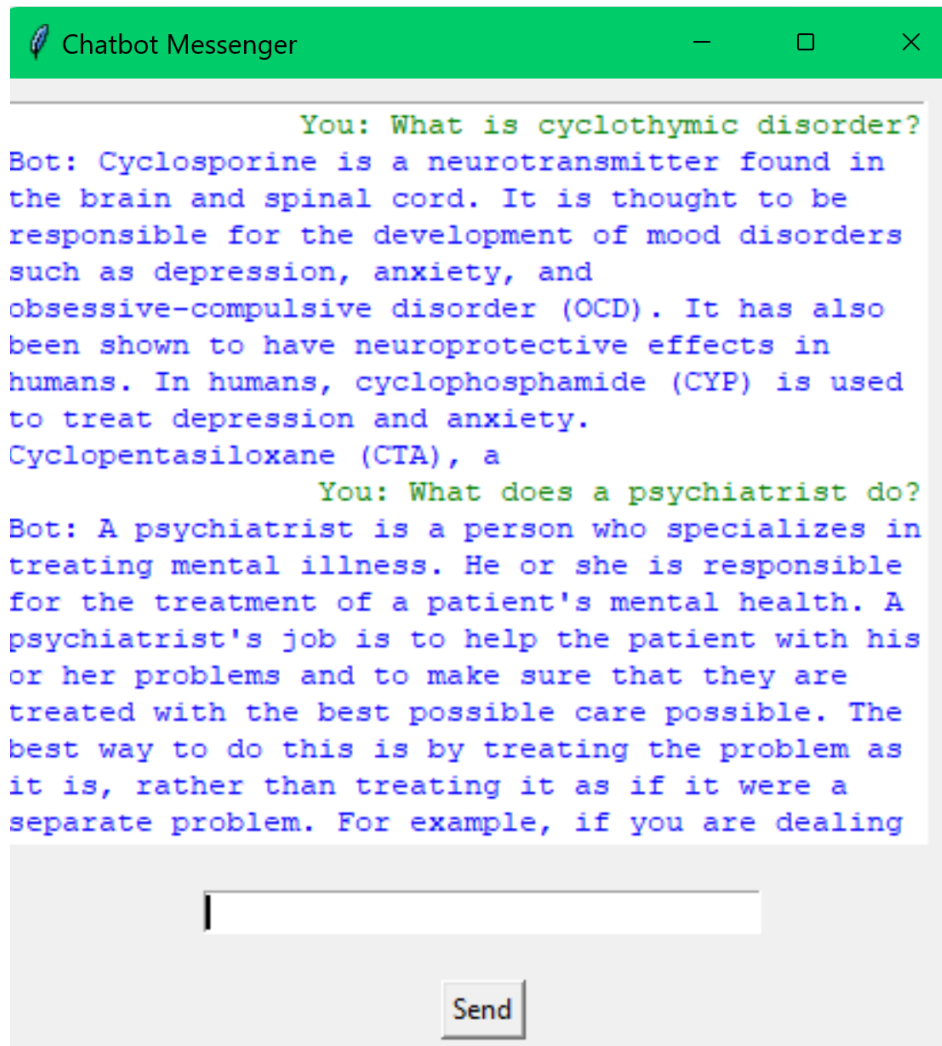 Chatbot Messenger
You: What is cyclothymic disorder?
Bot: Cyclosporine is a neurotransmitter found in
the brain and spinal cord. It is thought to be
responsible for the development of mood disorders
such as depression, anxiety, and
obsessive-compulsive disorder (OCD). It has also
been shown to have neuroprotective effects in
humans. In humans, cyclophosphamide (CYP) is used
to treat depression and anxiety.
Cyclopentasiloxane (CTA), a
You: What does a psychiatrist do?
Bot: A psychiatrist is a person who specializes in
treating mental illness. He or she is responsible
for the treatment of a patient's mental health. A
psychiatrist's job is to help the patient with his
or her problems and to make sure that they are
treated with the best possible care possible. The
best way to do this is by treating the problem as
it is, rather than treating it as if it were a
separate problem. For example, if you are dealing
Send